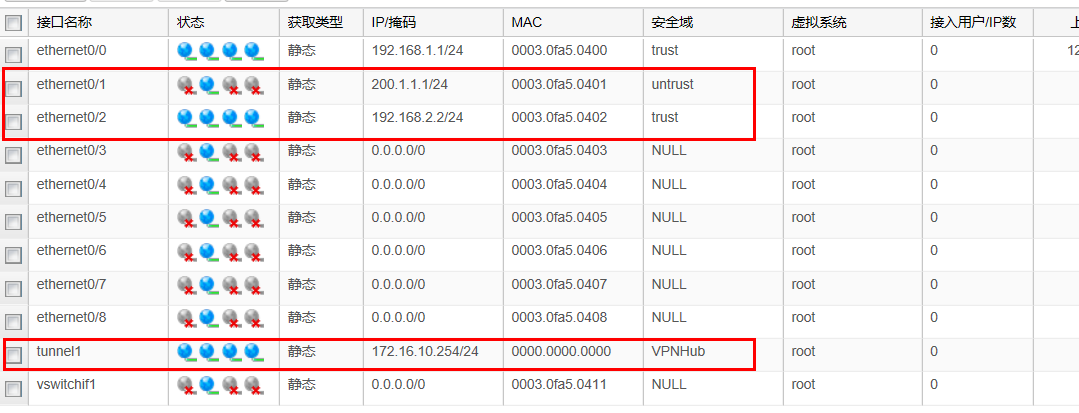 接口名称 状态 获取类型 IP/掩码 MAC 安全域 虚拟系统 接入用户/IP数 上
ethernet0/0 静态 192.168.1.1/24 0003.0fa5.0400 trust root 0 12
ethernet0/1 静态 200.1.1.1/24 0003.0fa5.0401 untrust root 0
ethernet0/2 静态 192.168.2.2/24 0003.0fa5.0402 trust root 0
ethernet0/3 静态 0.0.0.0/0 0003.0fa5.0403 NULL root 0
ethernet0/4 静态 0.0.0.0/0 0003.0fa5.0404 NULL root 0
ethernet0/5 静态 0.0.0.0/0 0003.0fa5.0405 NULL root 0
ethernet0/6 静态 0.0.0.0/0 0003.0fa5.0406 NULL root 0
ethernet0/7 静态 0.0.0.0/0 0003.0fa5.0407 NULL root 0
ethernet0/8 静态 0.0.0.0/0 0003.0fa5.0408 NULL root 0
tunnel1 静态 172.16.10.254/24 0000.0000.0000 VPNHub root 0
vswitchif1 静态 0.0.0.0/0 0003.0fa5.0411 NULL root 0